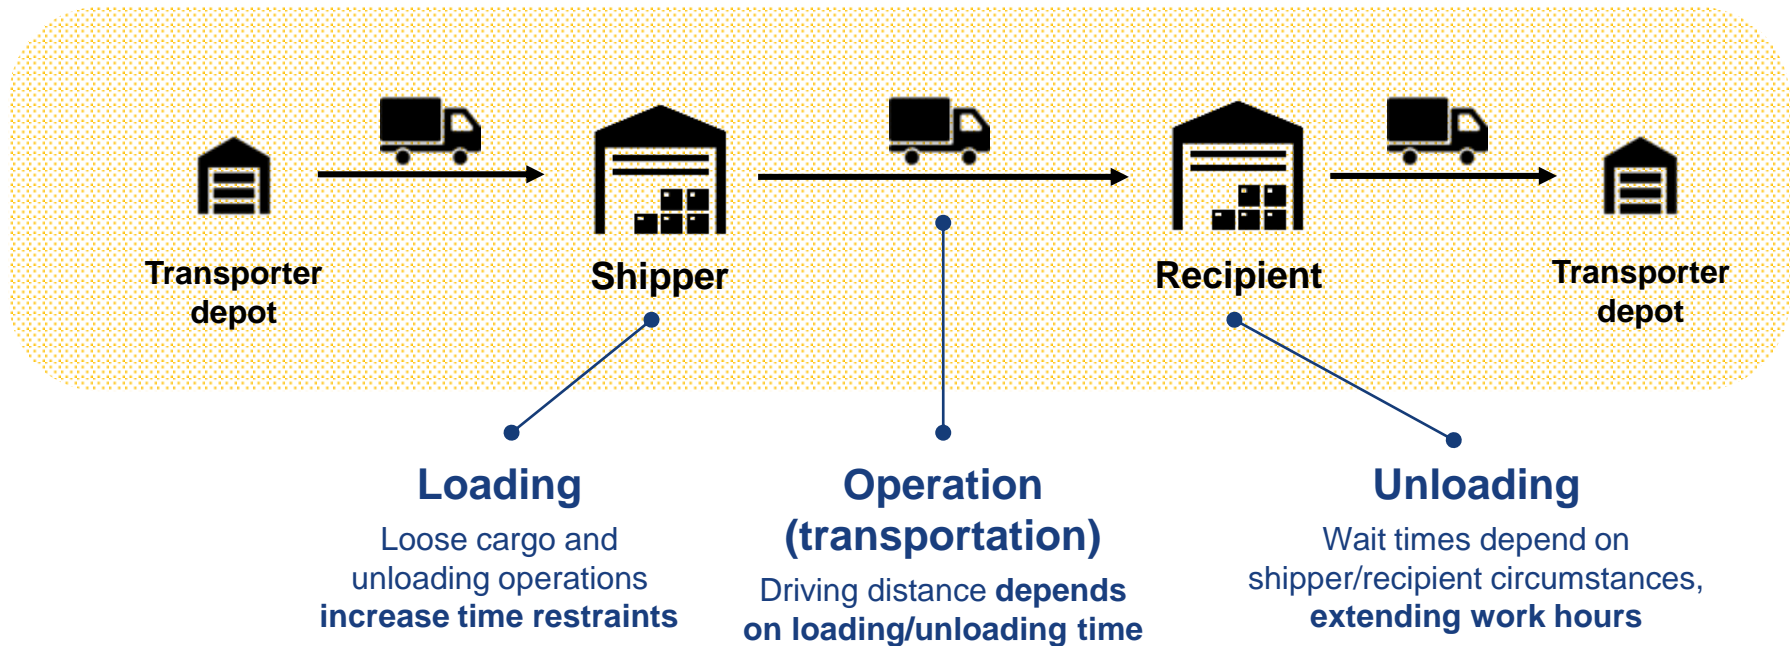 Transporter
depot
Shipper
Recipient
Transporter
depot
Loading
Loose cargo and
unloading operations
increase time restraints
Operation
(transportation)
Driving distance depends
on loading/unloading time
Unloading
Wait times depend on
shipper/recipient circumstances,
extending work hours